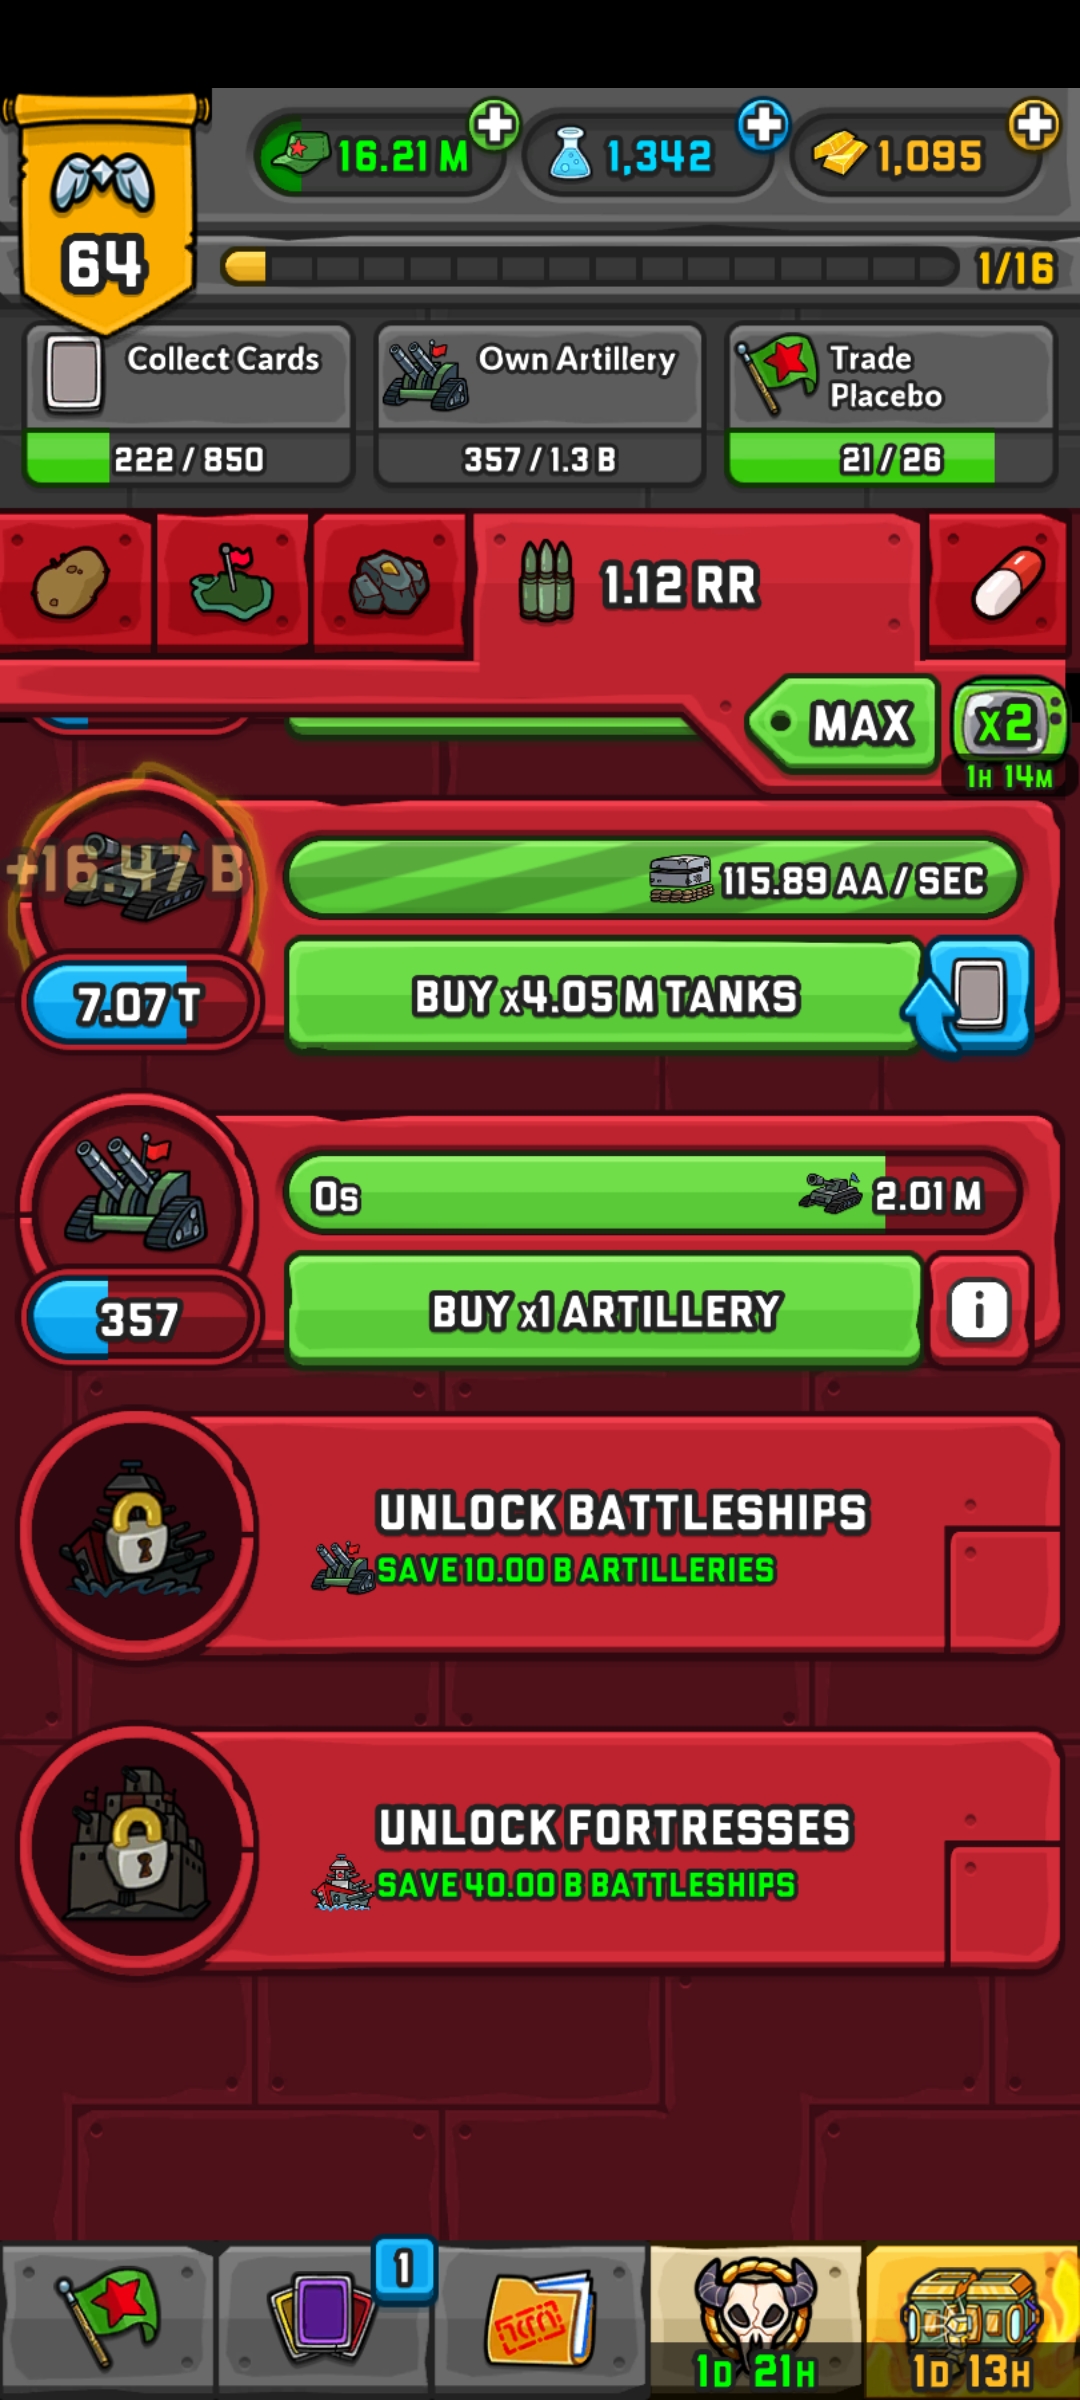 16.21 M
1,342
1,095
64
1/16
Collect Cards
222 / 850
Own Artillery
357 / 1.3 B
Trade
Placebo
21 / 26
1.12 RR
MAX
x2
1H 14M
+16.47 B
115.89 AA / SEC
7.07 T
BUY x4.05 M TANKS
0s
2.01 M
357
BUY x1 ARTILLERY
i
UNLOCK BATTLESHIPS
SAVE 10.00 B ARTILLERIES
UNLOCK FORTRESSES
SAVE 40.00 B BATTLESHIPS
1
1D 21H
1D 13H